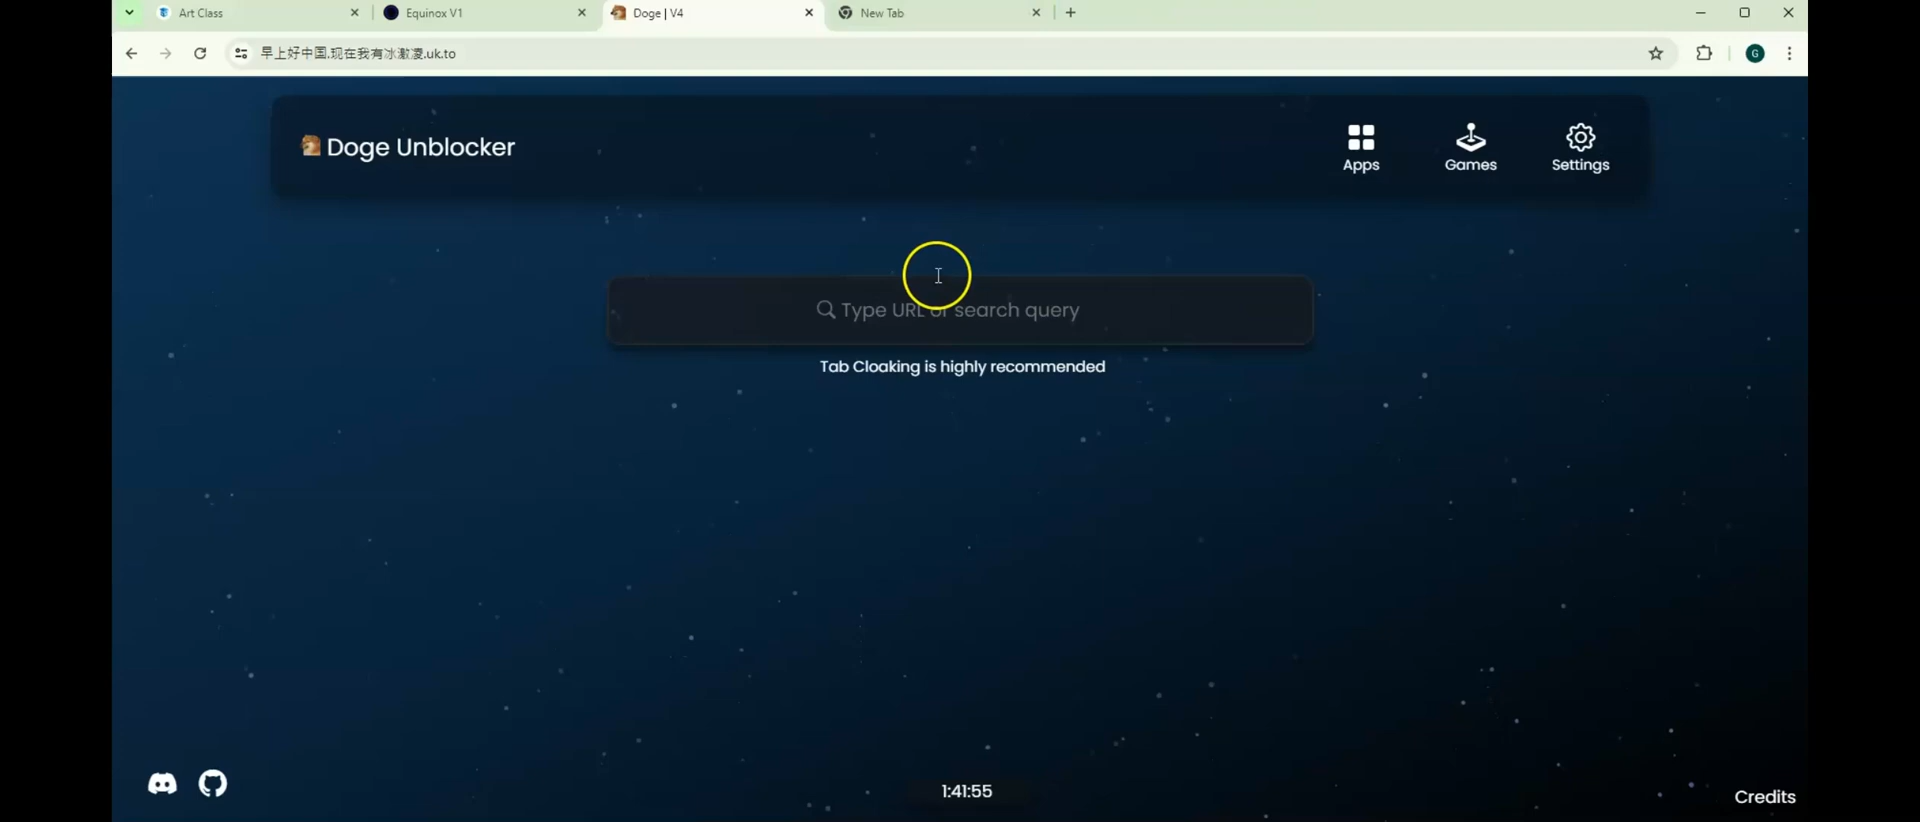 Art Class
Equinox V1
Doge | V4
New Tab
早上好中国.现在我有冰激凌.uk.to
G
Doge Unblocker
Apps
Games
Settings
Type URL or search query
Tab Cloaking is highly recommended
1:41:55
Credits